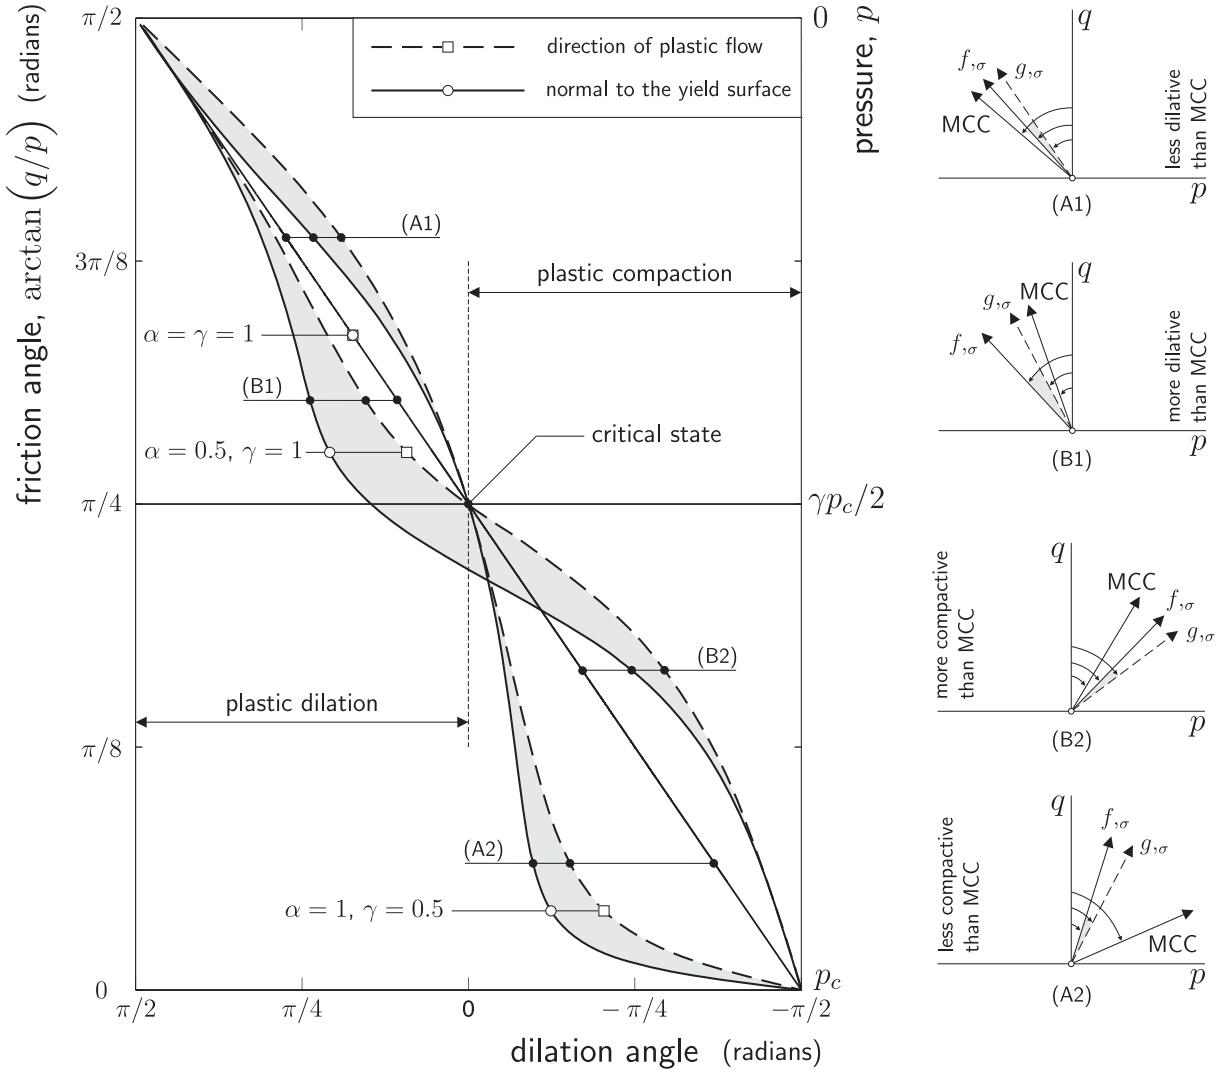 π/2
3π/8
π/4
π/8
0
friction angle, arctan(q/p) (radians)
direction of plastic flow
normal to the yield surface
0
pressure, p
(A1)
plastic compaction
α = γ = 1
(B1)
α = 0.5, γ = 1
critical state
γp_c/2
(B2)
plastic dilation
(A2)
α = 1, γ = 0.5
p_c
π/2
π/4
0
− π/4
−π/2
dilation angle (radians)
q
f,σ
g,σ
MCC
less dilative
than MCC
p
(A1)
q
MCC
g,σ
f,σ
more dilative
than MCC
p
(B1)
q
more compactive
than MCC
MCC
f,σ
g,σ
p
(B2)
q
less compactive
than MCC
f,σ
g,σ
MCC
p
(A2)